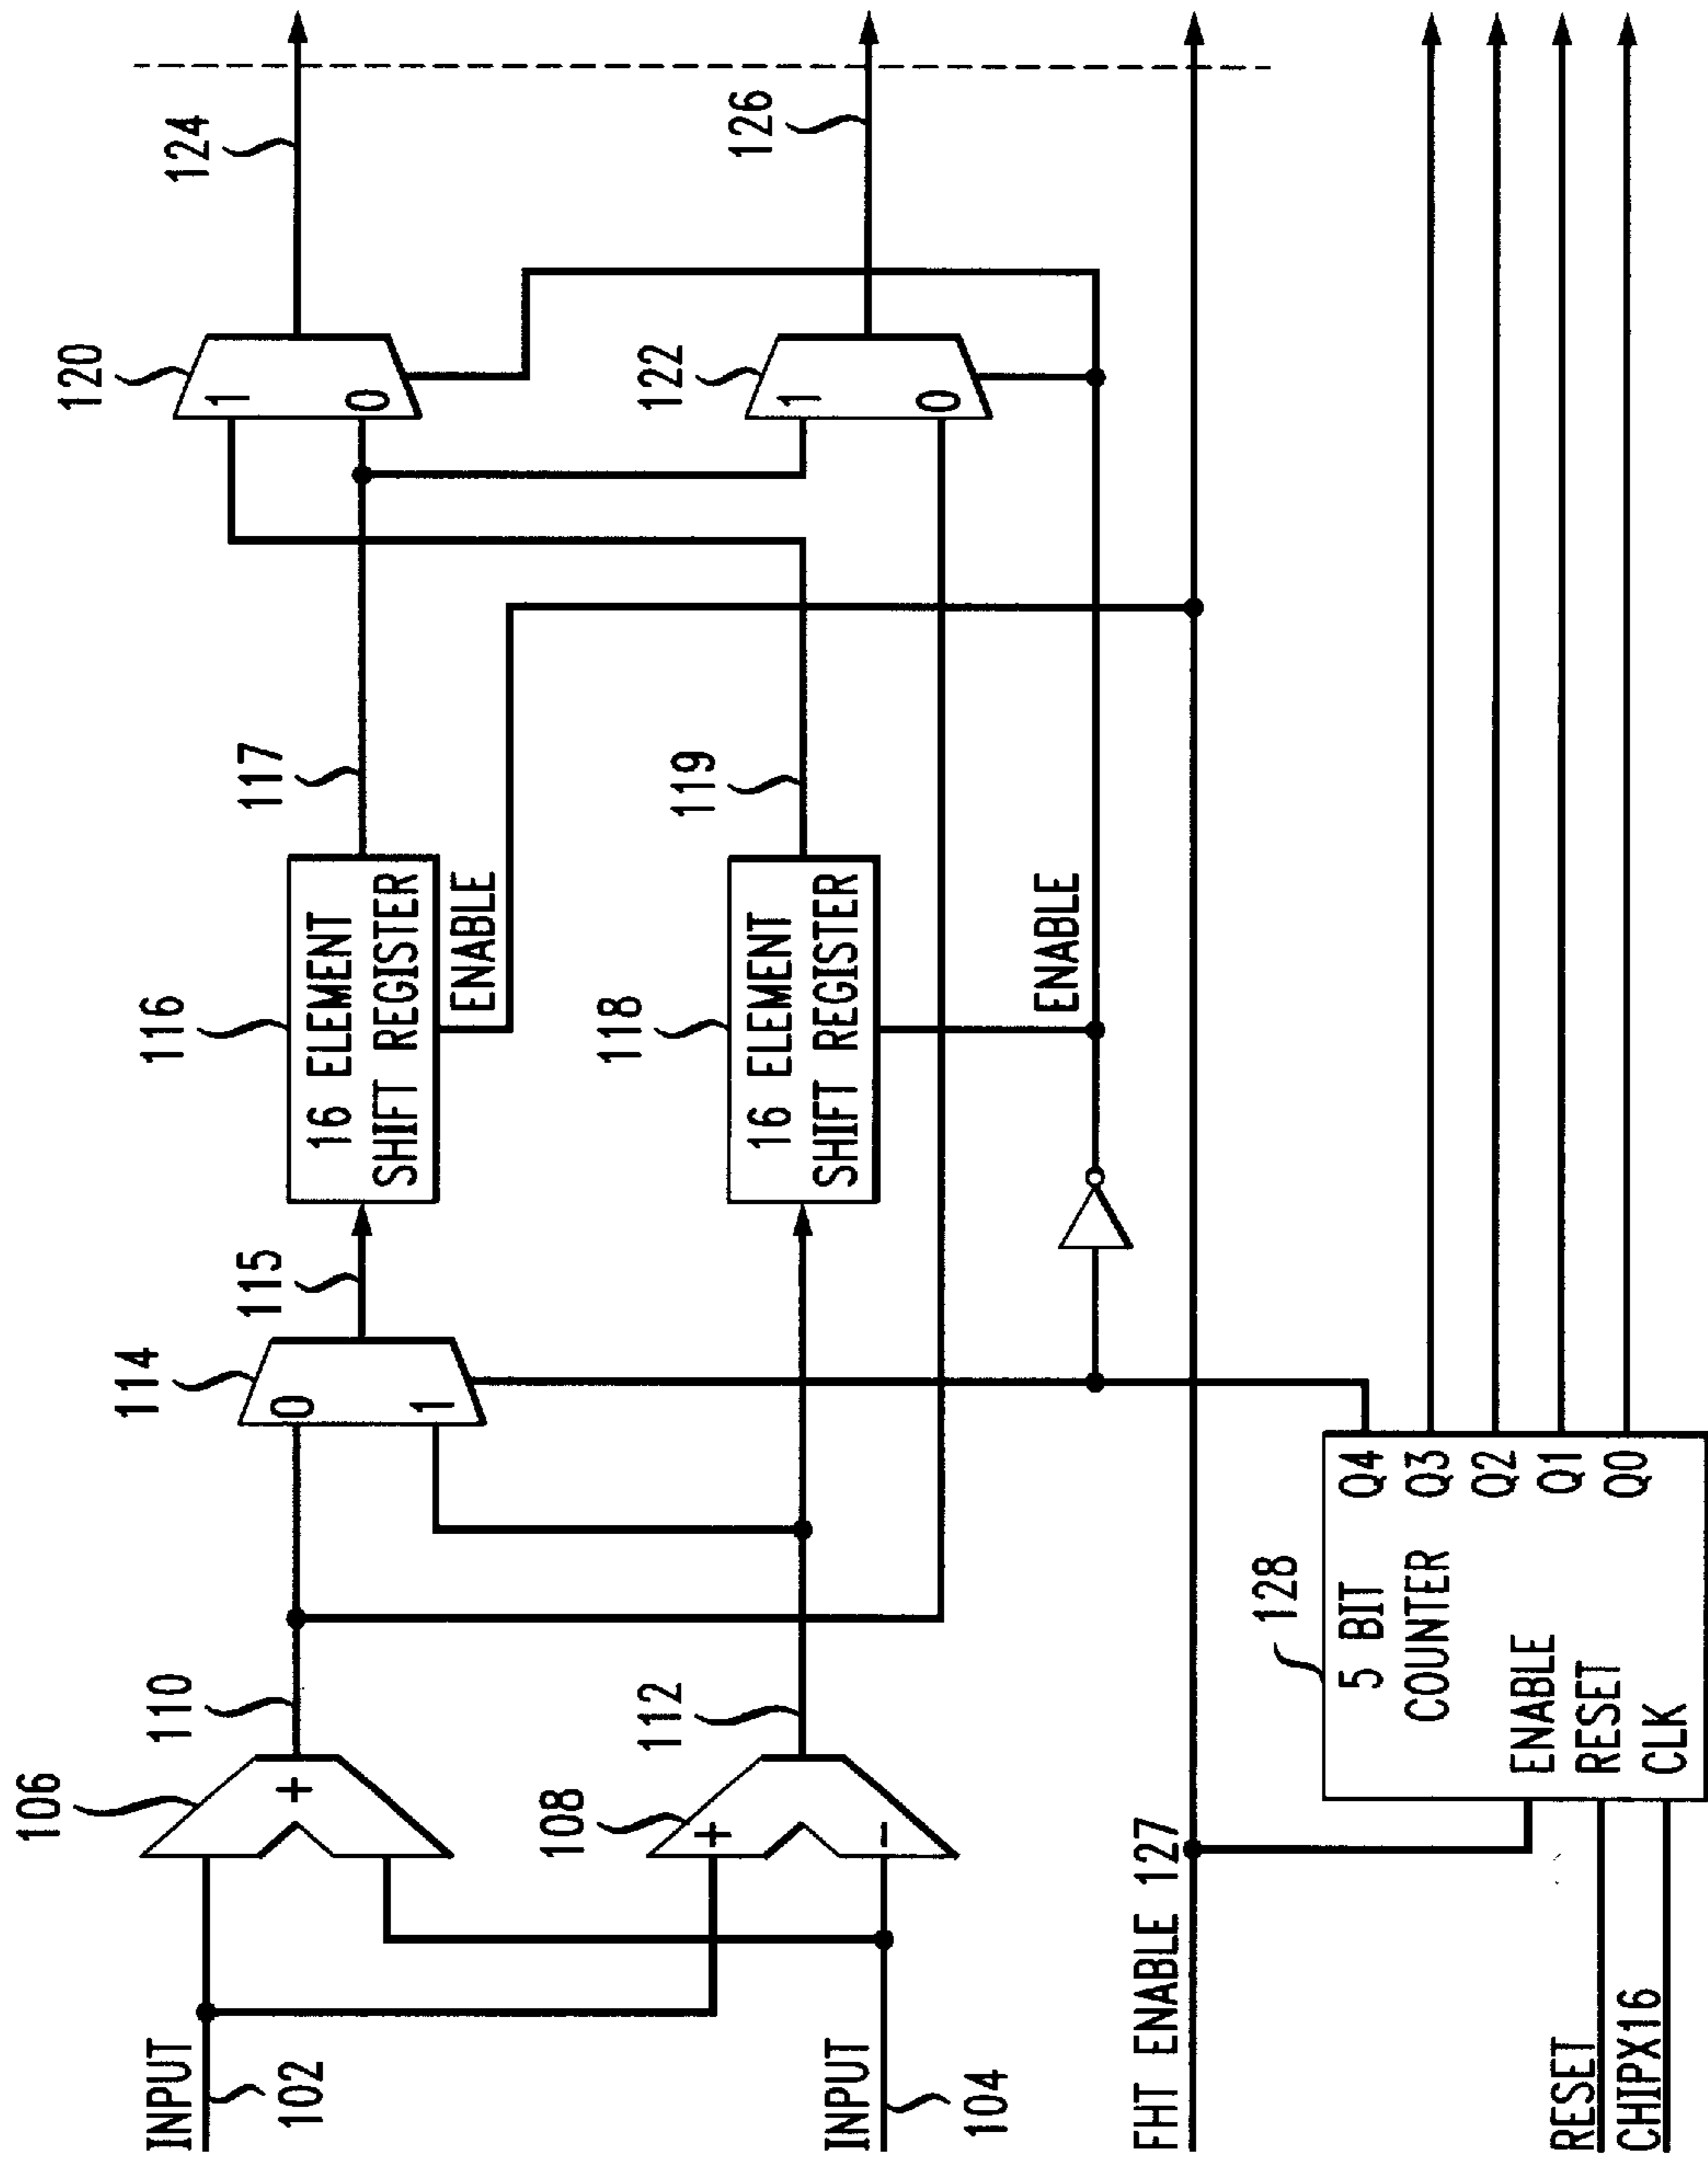 124
126
120
1
0
122
1
0
117
119
116
16 ELEMENT
SHIFT REGISTER
ENABLE
118
16 ELEMENT
SHIFT REGISTER
ENABLE
115
114
0
1
106
+
110
108
+
-
112
INPUT
102
INPUT
104
FHT ENABLE 127
128
5 BIT
COUNTER
Q4
Q3
Q2
Q1
Q0
ENABLE
RESET
CLK
RESET
CHIPX16